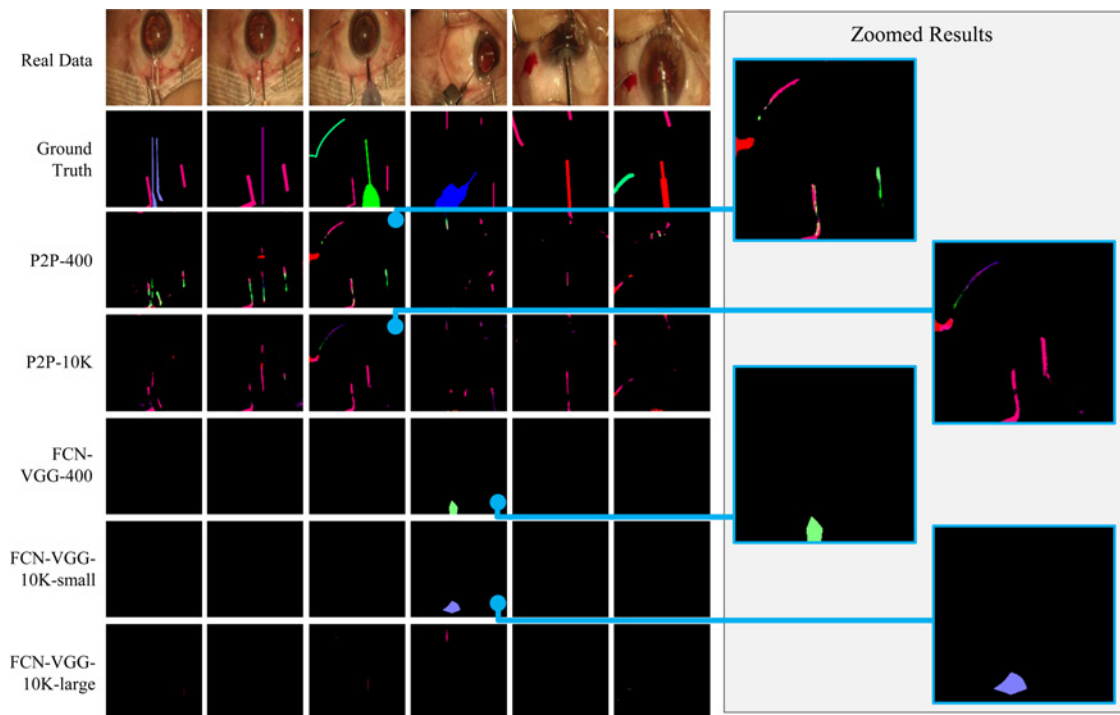 Real Data
Ground
Truth
P2P-400
P2P-10K
FCN-
VGG-400
FCN-VGG-
10K-small
FCN-VGG-
10K-large
Zoomed Results